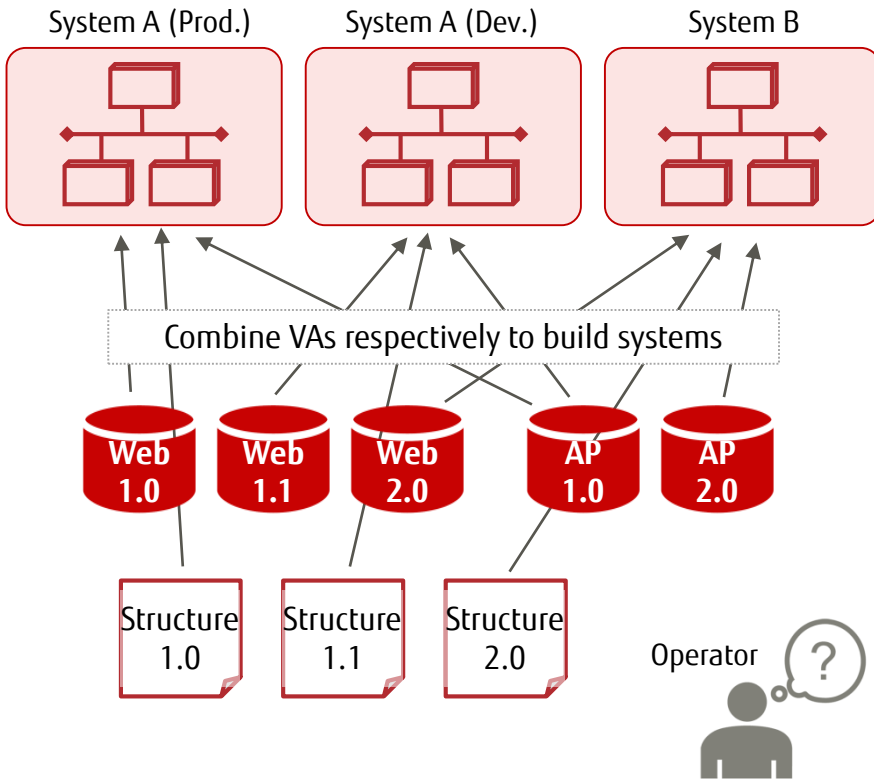 System A (Prod.)
System A (Dev.)
System B
Combine VAs respectively to build systems
Web
1.0
Web
1.1
Web
2.0
AP
1.0
AP
2.0
Structure
1.0
Structure
1.1
Structure
2.0
Operator
?